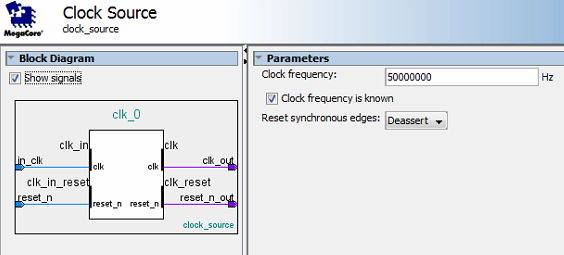 Clock Source
clock_source
MegaCore
Block Diagram
Show signals
clk_0
clk_in
clk
in_clk
clk
clk
clk_out
clk_in_reset
clk_reset
reset_n
reset_n
reset_n
reset_n_out
clock_source
Parameters
Clock frequency: 50000000 Hz
Clock frequency is known
Reset synchronous edges: Deassert